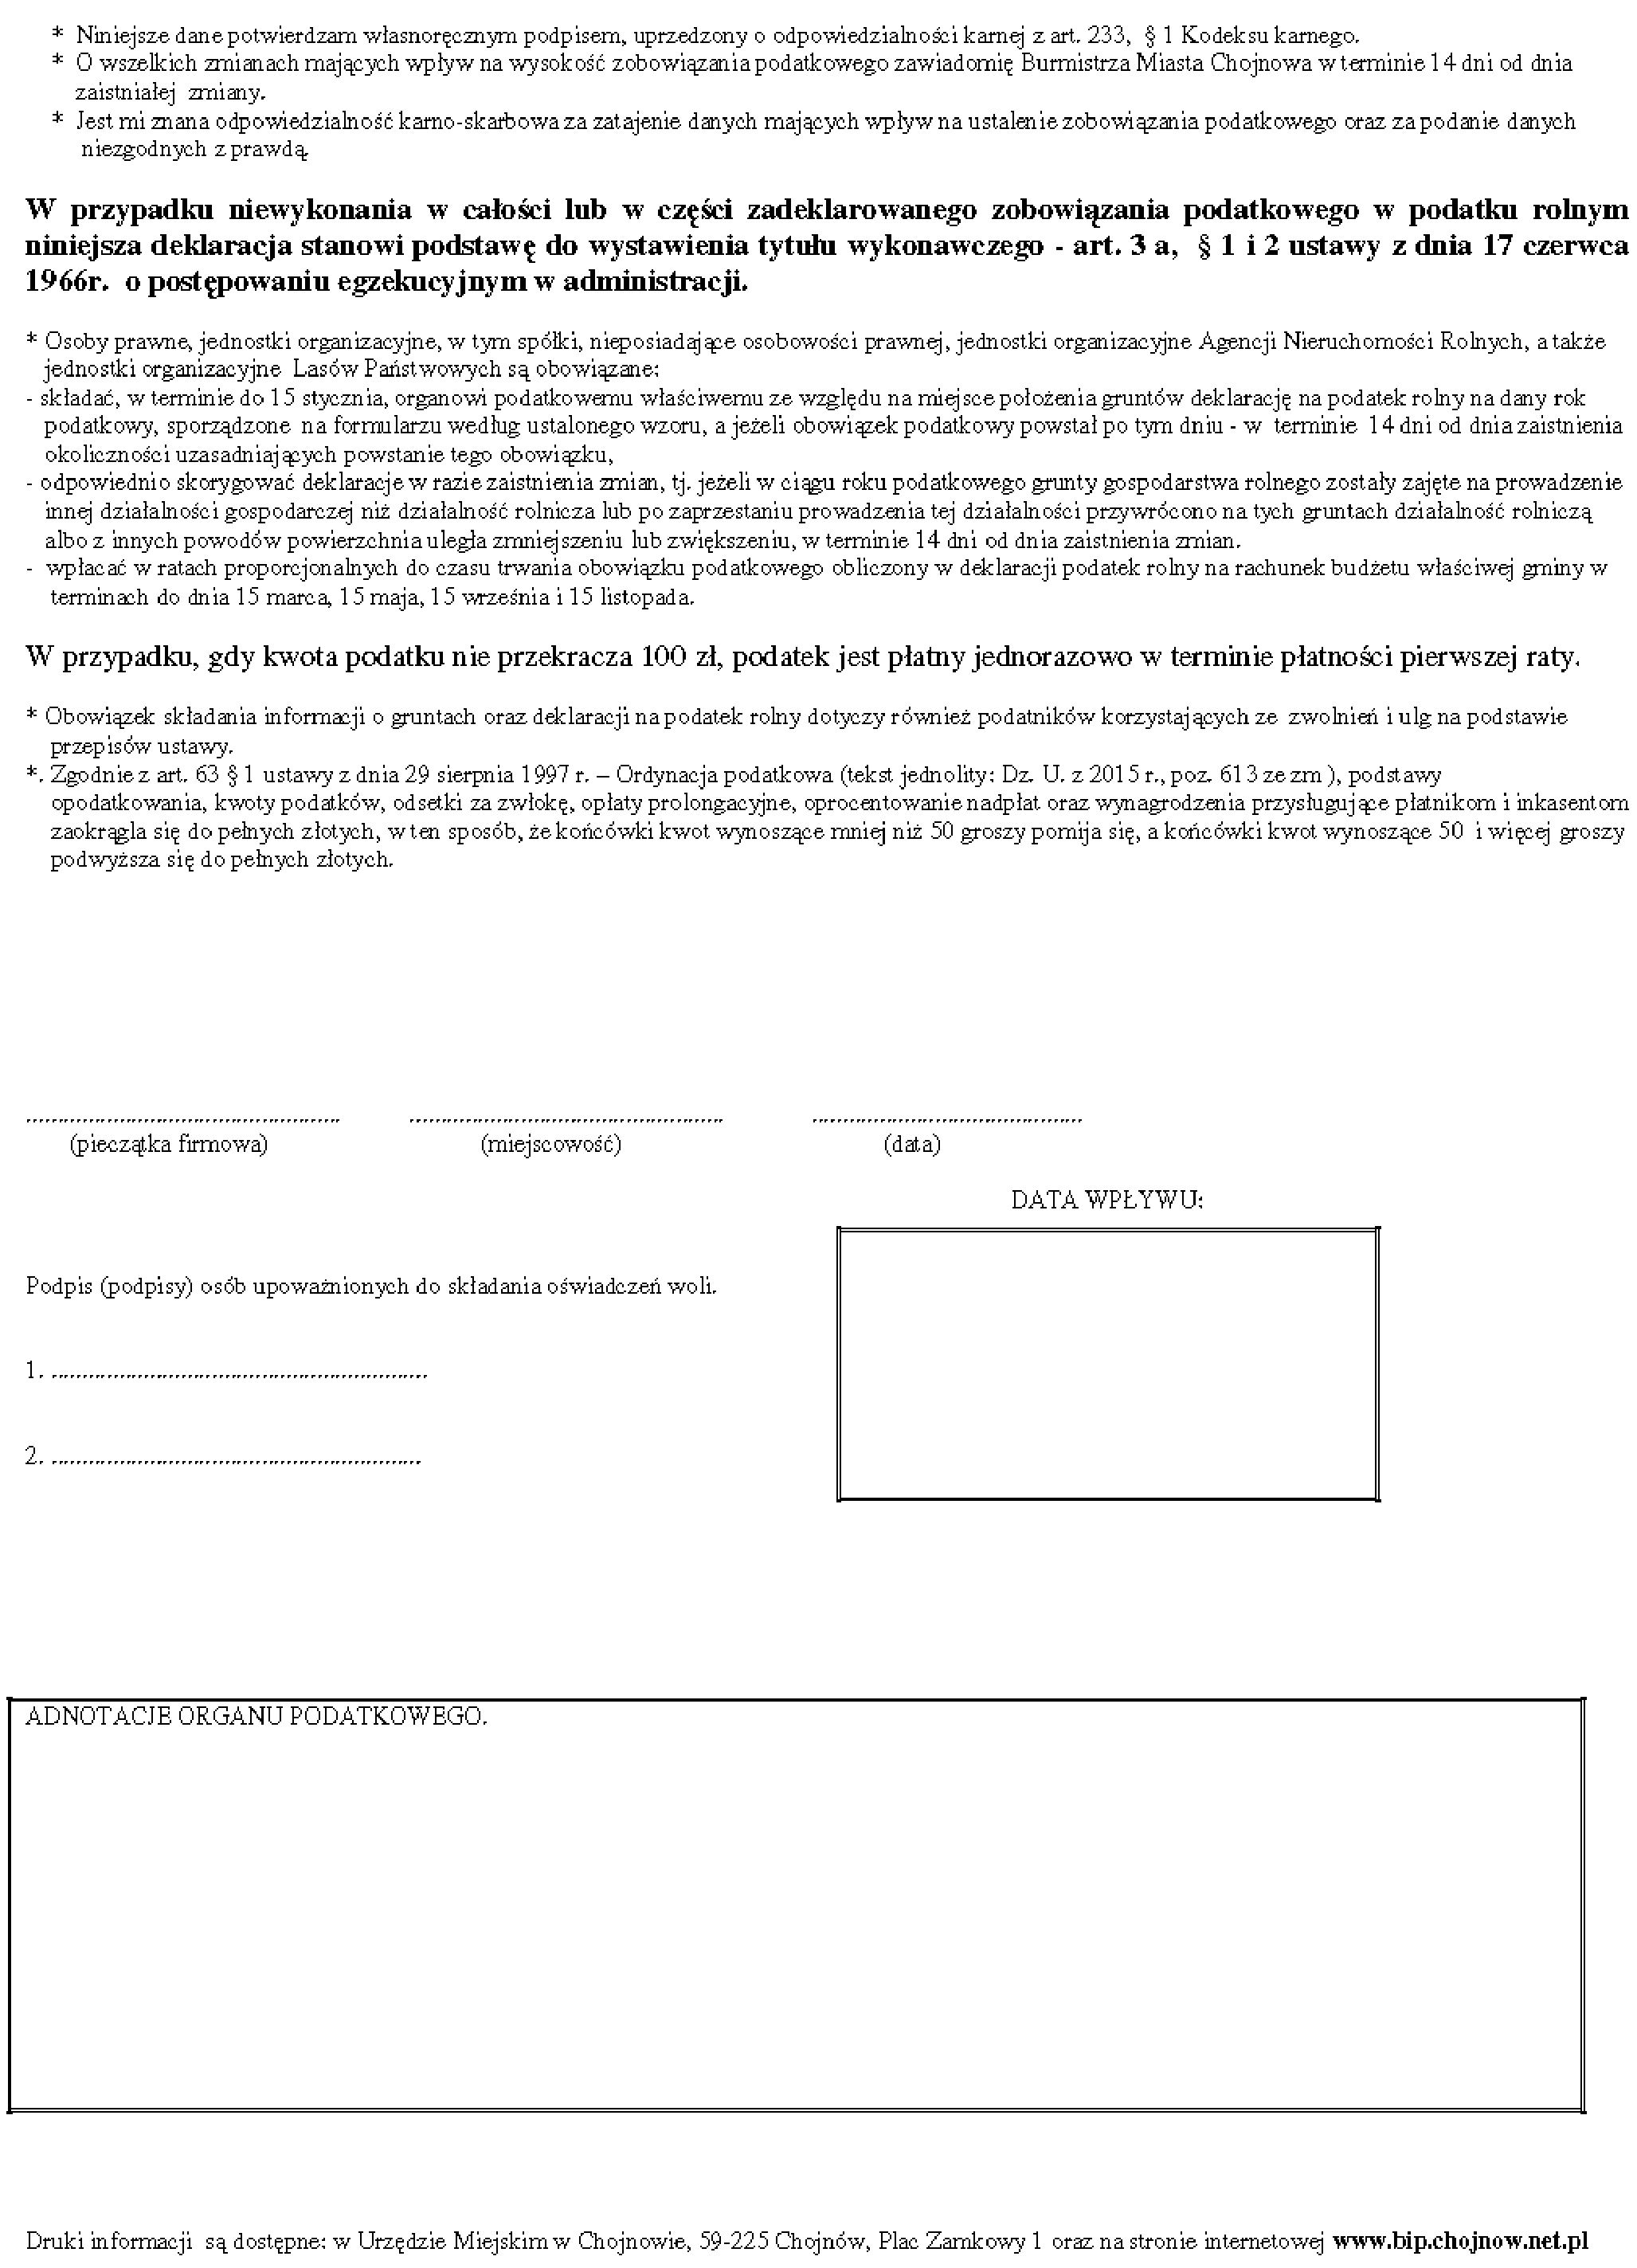 * Niniejsze dane potwierdzam własnoręcznym podpisem, uprzedzony o odpowiedzialności karnej z art. 233, § 1 Kodeksu karnego.
* O wszelkich zmianach mających wpływ na wysokość zobowiązania podatkowego zawiadomię Burmistrza Miasta Chojnowa w terminie 14 dni od dnia
zaistniałej zmiany.
* Jest mi znana odpowiedzialność karno-skarbowa za zatajenie danych mających wpływ na ustalenie zobowiązania podatkowego oraz za podanie danych
niezgodnych z prawdą.
W przypadku niewykonania w całości lub w części zadeklarowanego zobowiązania podatkowego w podatku rolnym
niniejsza deklaracja stanowi podstawę do wystawienia tytułu wykonawczego - art. 3 a, § 1 i 2 ustawy z dnia 17 czerwca
1966r. o postępowaniu egzekucyjnym w administracji.
* Osoby prawne, jednostki organizacyjne, w tym spółki, nieposiadające osobowości prawnej, jednostki organizacyjne Agencji Nieruchomości Rolnych, a także
jednostki organizacyjne Lasów Państwowych są obowiązane:
- składać, w terminie do 15 stycznia, organowi podatkowemu właściwemu ze względu na miejsce położenia gruntów deklarację na podatek rolny na dany rok
podatkowy, sporządzone na formularzu według ustalonego wzoru, a jeżeli obowiązek podatkowy powstał po tym dniu - w terminie 14 dni od dnia zaistnienia
okoliczności uzasadniających powstanie tego obowiązku,
- odpowiednio skorygować deklaracje w razie zaistnienia zmian, tj. jeżeli w ciągu roku podatkowego grunty gospodarstwa rolnego zostały zajęte na prowadzenie
innej działalności gospodarczej niż działalność rolnicza lub po zaprzestaniu prowadzenia tej działalności przywrócono na tych gruntach działalność rolniczą
albo z innych powodów powierzchnia uległa zmniejszeniu lub zwiększeniu, w terminie 14 dni od dnia zaistnienia zmian.
- wpłacać w ratach proporcjonalnych do czasu trwania obowiązku podatkowego obliczony w deklaracji podatek rolny na rachunek budżetu właściwej gminy w
terminach do dnia 15 marca, 15 maja, 15 września i 15 listopada.
W przypadku, gdy kwota podatku nie przekracza 100 zł, podatek jest płatny jednorazowo w terminie płatności pierwszej raty.
* Obowiązek składania informacji o gruntach oraz deklaracji na podatek rolny dotyczy również podatników korzystających ze zwolnień i ulg na podstawie
przepisów ustawy.
*. Zgodnie z art. 63 § 1 ustawy z dnia 29 sierpnia 1997 r. – Ordynacja podatkowa (tekst jednolity: Dz. U. z 2015 r., poz. 613 ze zm ), podstawy
opodatkowania, kwoty podatków, odsetki za zwłokę, opłaty prolongacyjne, oprocentowanie nadpłat oraz wynagrodzenia przysługujące płatnikom i inkasentom
zaokrągla się do pełnych złotych, w ten sposób, że końcówki kwot wynoszące mniej niż 50 groszy pomija się, a końcówki kwot wynoszące 50 i więcej groszy
podwyższa się do pełnych złotych.
.................................................. .................................................. ...........................................
(pieczątka firmowa) (miejscowość) (data)
DATA WPŁYWU:
Podpis (podpisy) osób upoważnionych do składania oświadczeń woli.
1. ............................................................
2. ...........................................................
ADNOTACJE ORGANU PODATKOWEGO.
Druki informacji są dostępne: w Urzędzie Miejskim w Chojnowie, 59-225 Chojnów, Plac Zamkowy 1 oraz na stronie internetowej www.bip.chojnow.net.pl